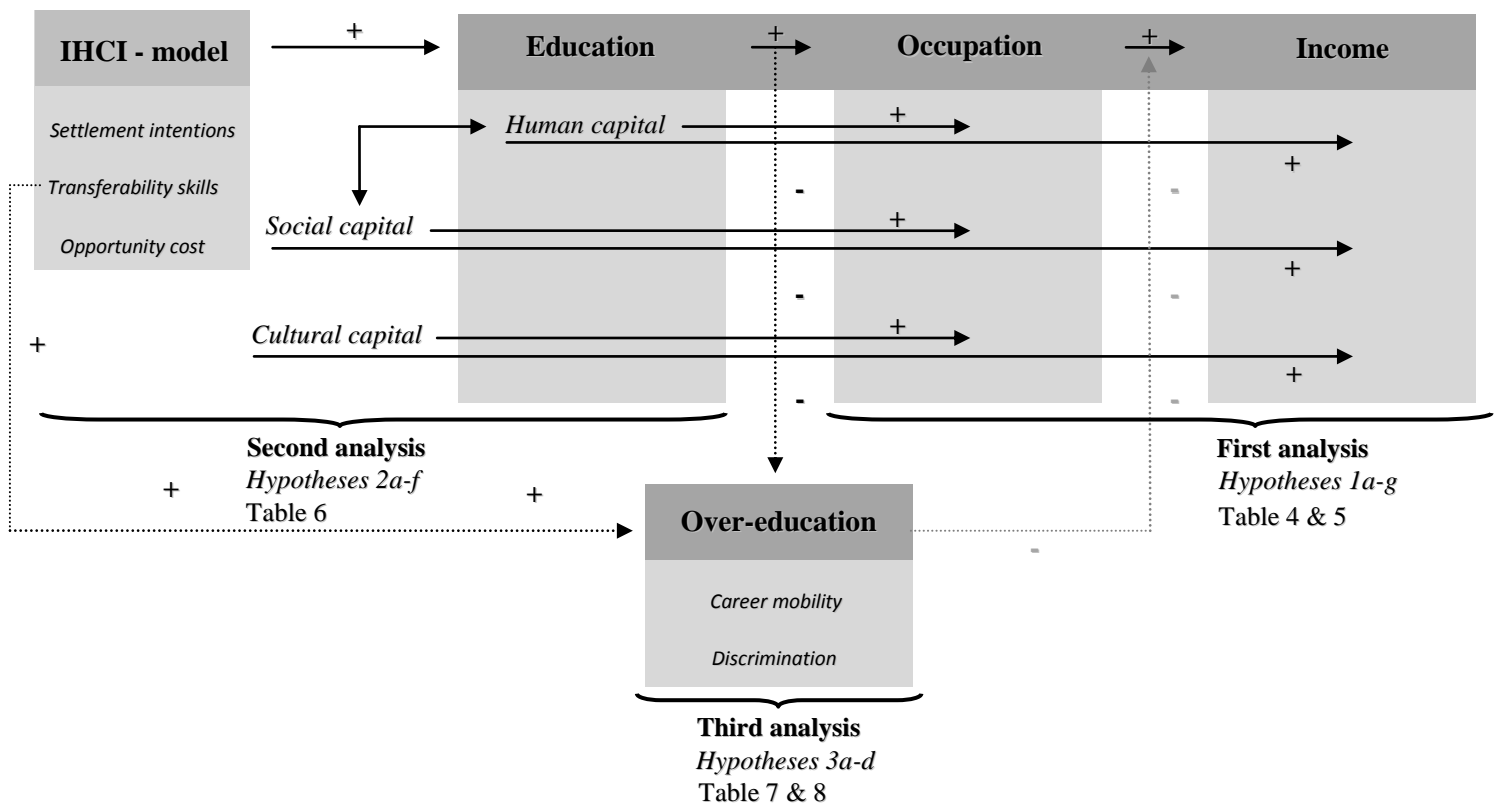 IHCI - model
+
Education
+
Occupation
+
Income
Settlement intentions
Transferability skills
Opportunity cost
Human capital
+
+
-
-
Social capital
+
+
-
-
Cultural capital
+
+
+
-
-
Second analysis
Hypotheses 2a-f
Table 6
+
+
First analysis
Hypotheses 1a-g
Table 4 & 5
Over-education
-
Career mobility
Discrimination
Third analysis
Hypotheses 3a-d
Table 7 & 8